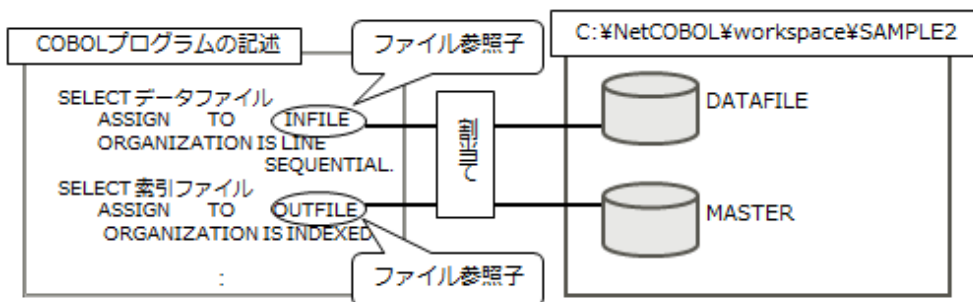 COBOLプログラムの記述
ファイル参照子
C:¥NetCOBOL¥workspace¥SAMPLE2
SELECT データファイル
ASSIGN TO INFILE
ORGANIZATION IS LINE
SEQUENTIAL.
SELECT 索引ファイル
ASSIGN TO OUTFILE
ORGANIZATION IS INDEXED
:
ファイル参照子
割当て
DATAFILE
MASTER